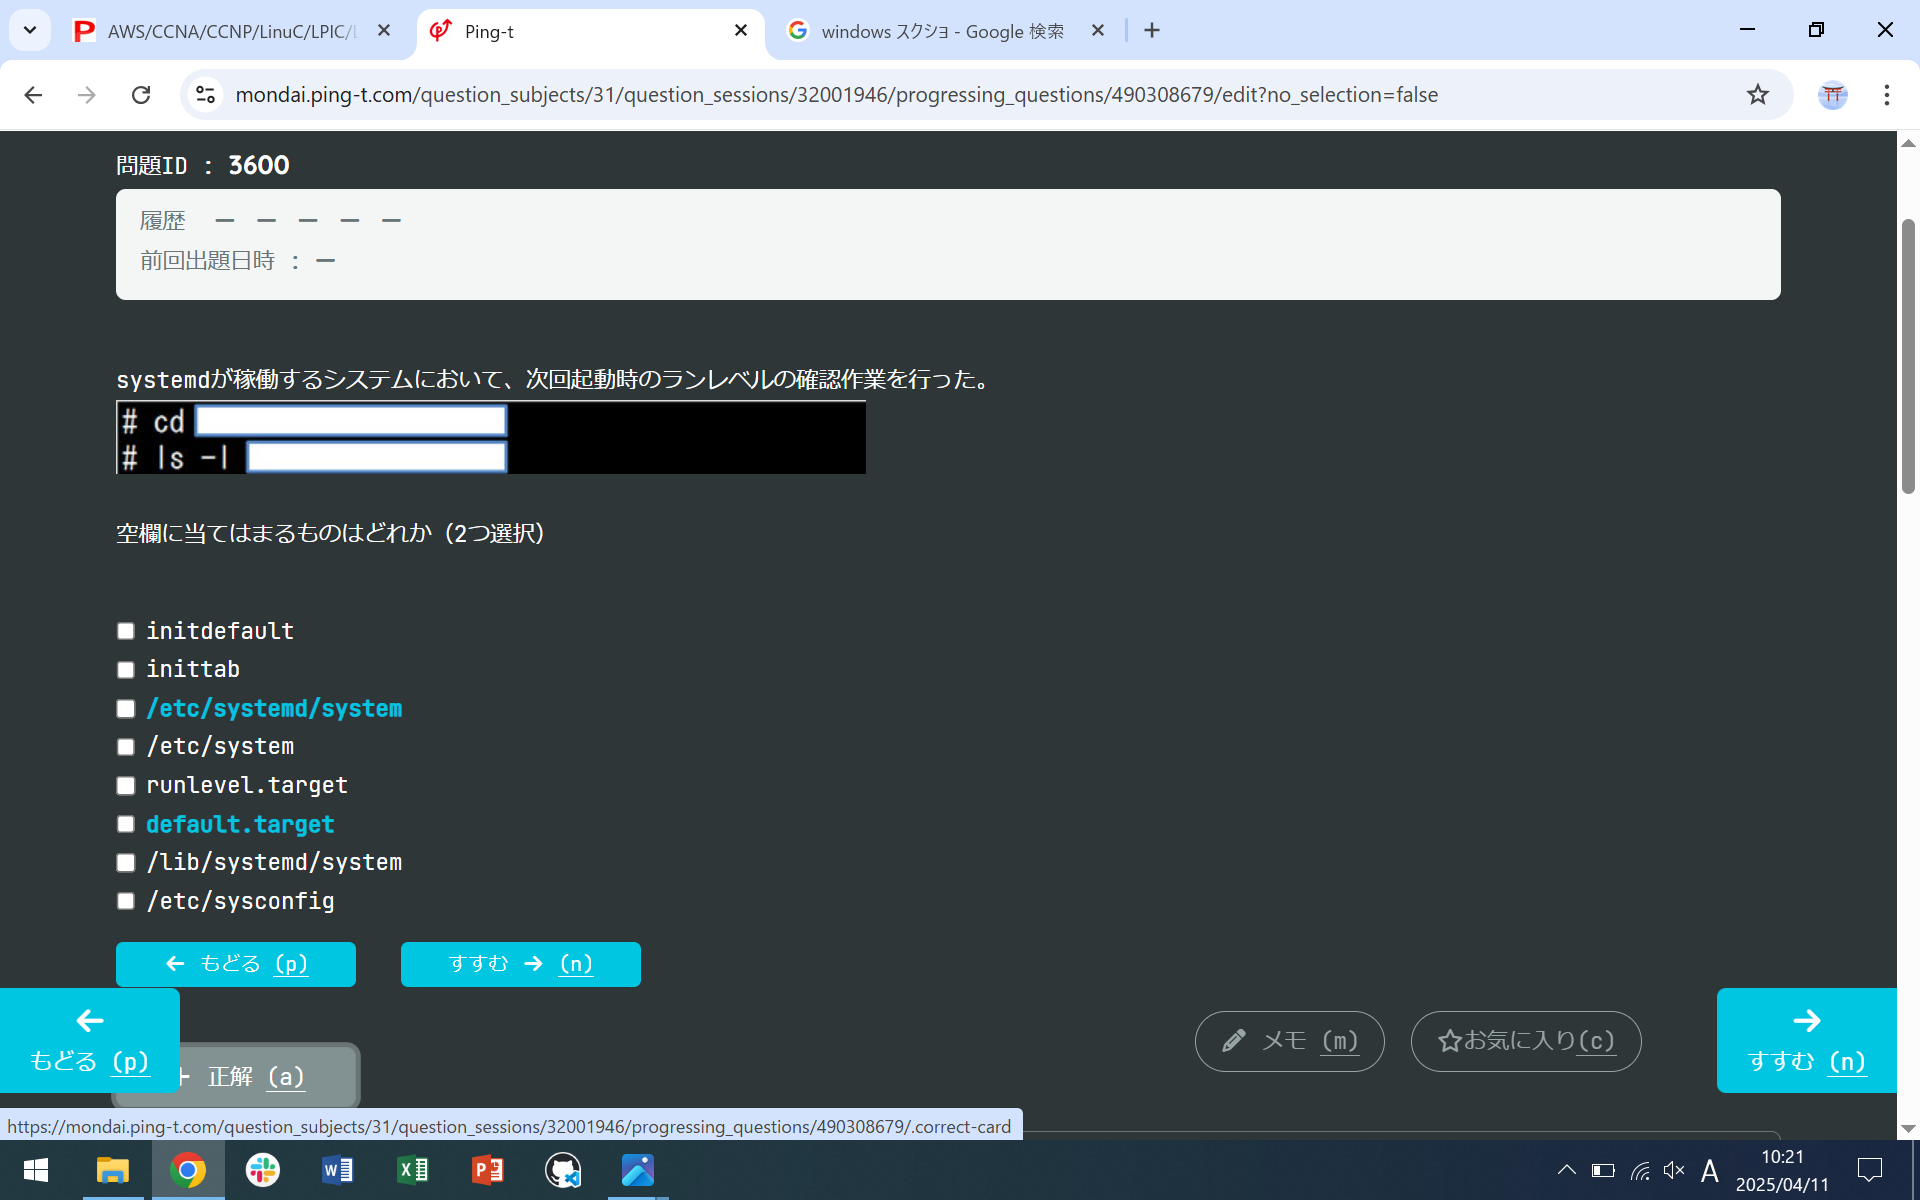 AWS/CCNA/CCNP/LinuC/LPIC/L
Ping-t
windows スクショ - Google 検索
mondai.ping-t.com/question_subjects/31/question_sessions/32001946/progressing_questions/490308679/edit?no_selection=false
問題ID : 3600
履歴 ー ー ー ー ー
前回出題日時 : ー
systemdが稼働するシステムにおいて、次回起動時のランレベルの確認作業を行った。
# cd
# ls -l
空欄に当てはまるものはどれか（2つ選択）
initdefault
inittab
/etc/systemd/system
/etc/system
runlevel.target
default.target
/lib/systemd/system
/etc/sysconfig
← もどる (p)
すすむ → (n)
← もどる (p)
+ 正解 (a)
メモ (m)
☆お気に入り(c)
→ すすむ (n)
https://mondai.ping-t.com/question_subjects/31/question_sessions/32001946/progressing_questions/490308679/.correct-card
A
10:21
2025/04/11